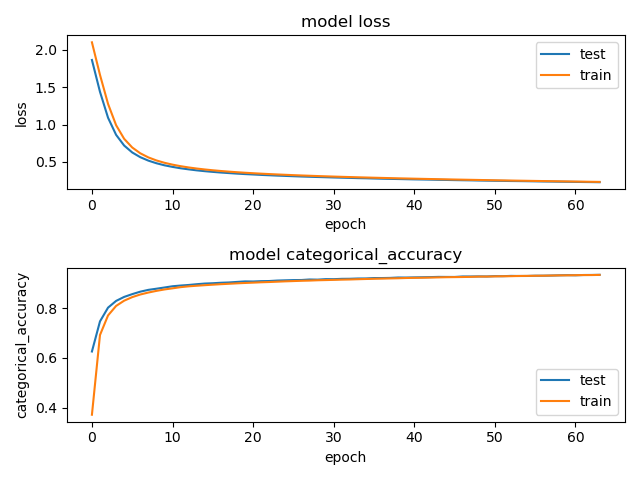 model loss
2.0
1.5
1.0
0.5
loss
test
train
0 10 20 30 40 50 60
epoch
model categorical_accuracy
0.8
0.6
0.4
categorical_accuracy
test
train
0 10 20 30 40 50 60
epoch